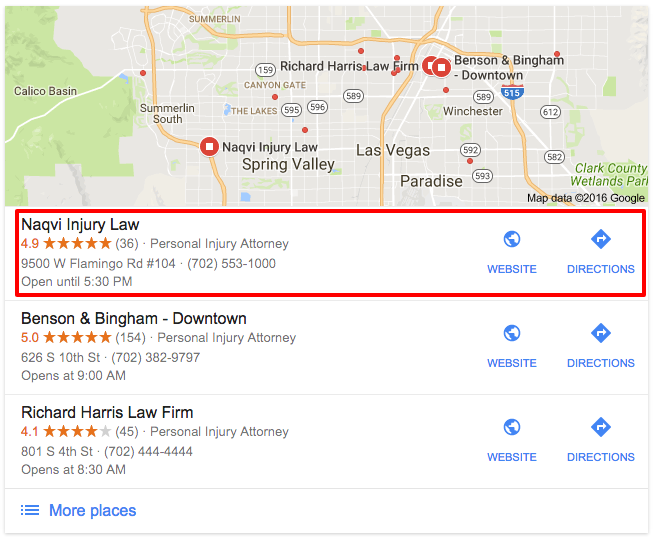 SUMMERLIN
Richard Harris Law Firm
Benson & Bingham
- Downtown
159
CANYON GATE
515
Calico Basin
589
589
Summerlin
South
THE LAKES
595
596
Winchester
612
Naqvi Injury Law
Las Vegas
592
582
Spring Valley
Paradise
593
Clark County
Wetlands Park
Map data ©2016 Google
Naqvi Injury Law
4.9 ★★★★★ (36) · Personal Injury Attorney
9500 W Flamingo Rd #104 · (702) 553-1000
Open until 5:30 PM
WEBSITE
DIRECTIONS
Benson & Bingham - Downtown
5.0 ★★★★★ (154) · Personal Injury Attorney
626 S 10th St · (702) 382-9797
Opens at 9:00 AM
WEBSITE
DIRECTIONS
Richard Harris Law Firm
4.1 ★★★★★ (45) · Personal Injury Attorney
801 S 4th St · (702) 444-4444
Opens at 8:30 AM
WEBSITE
DIRECTIONS
More places